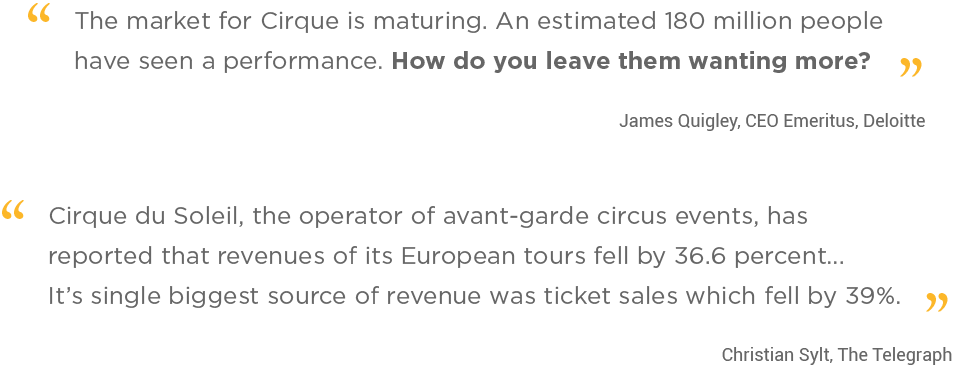 “ The market for Cirque is maturing. An estimated 180 million people
have seen a performance. How do you leave them wanting more? ”
James Quigley, CEO Emeritus, Deloitte
“ Cirque du Soleil, the operator of avant-garde circus events, has
reported that revenues of its European tours fell by 36.6 percent...
It’s single biggest source of revenue was ticket sales which fell by 39%. ”
Christian Sylt, The Telegraph